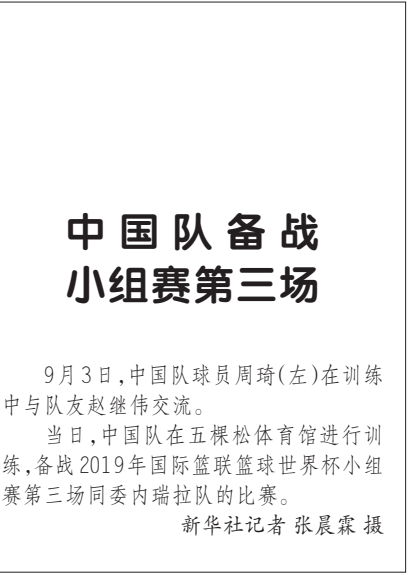 中国队备战
小组赛第三场
9月3日,中国队球员周琦(左)在训练
中与队友赵继伟交流。
当日,中国队在五棵松体育馆进行训
练,备战2019年国际篮联篮球世界杯小组
赛第三场同委内瑞拉队的比赛。
新华社记者 张晨霖 摄